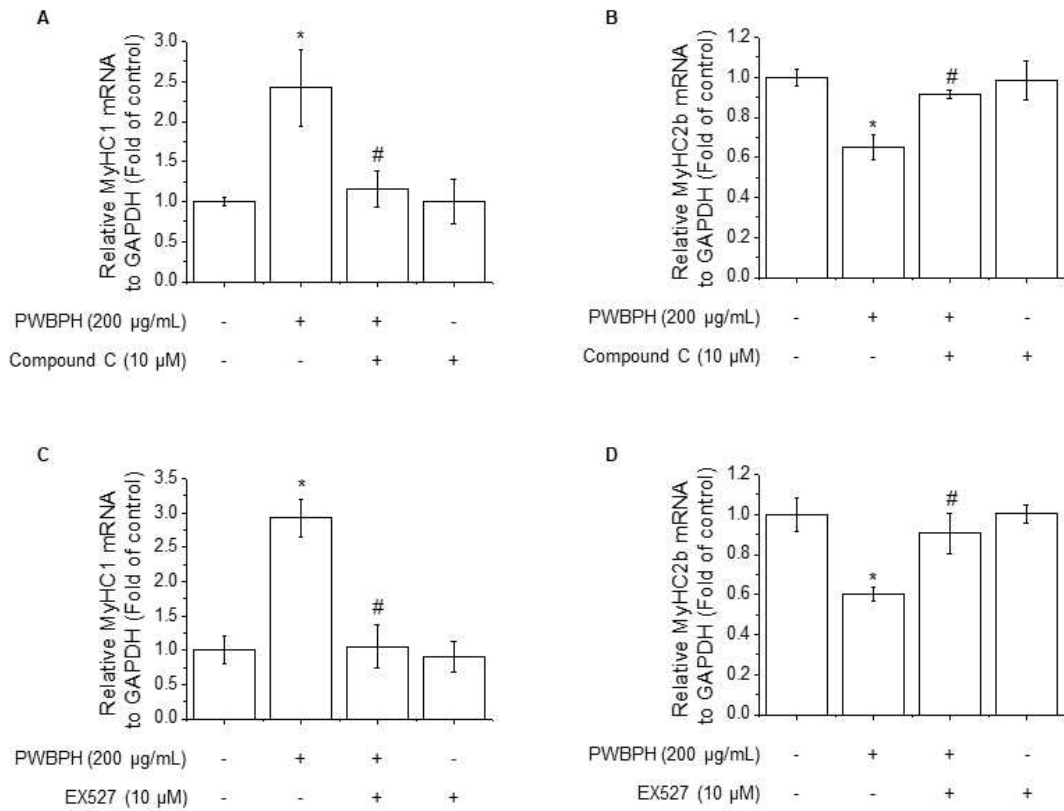 A
Relative MyHC1 mRNA
to GAPDH (Fold of control)
3.0
2.5
2.0
1.5
1.0
0.5
0.0
*
#
PWBPH (200 µg/mL) - + + -
Compound C (10 µM) - - + +
B
Relative MyHC2b mRNA
to GAPDH (Fold of control)
1.2
1.0
0.8
0.6
0.4
0.2
0.0
*
#
PWBPH (200 µg/mL) - + + -
Compound C (10 µM) - - + +
C
Relative MyHC1 mRNA
to GAPDH (Fold of control)
3.5
3.0
2.5
2.0
1.5
1.0
0.5
0.0
*
#
PWBPH (200 µg/mL) - + + -
EX527 (10 µM) - - + +
D
Relative MyHC2b mRNA
to GAPDH (Fold of control)
1.2
1.0
0.8
0.6
0.4
0.2
0.0
*
#
PWBPH (200 µg/mL) - + + -
EX527 (10 µM) - - + +